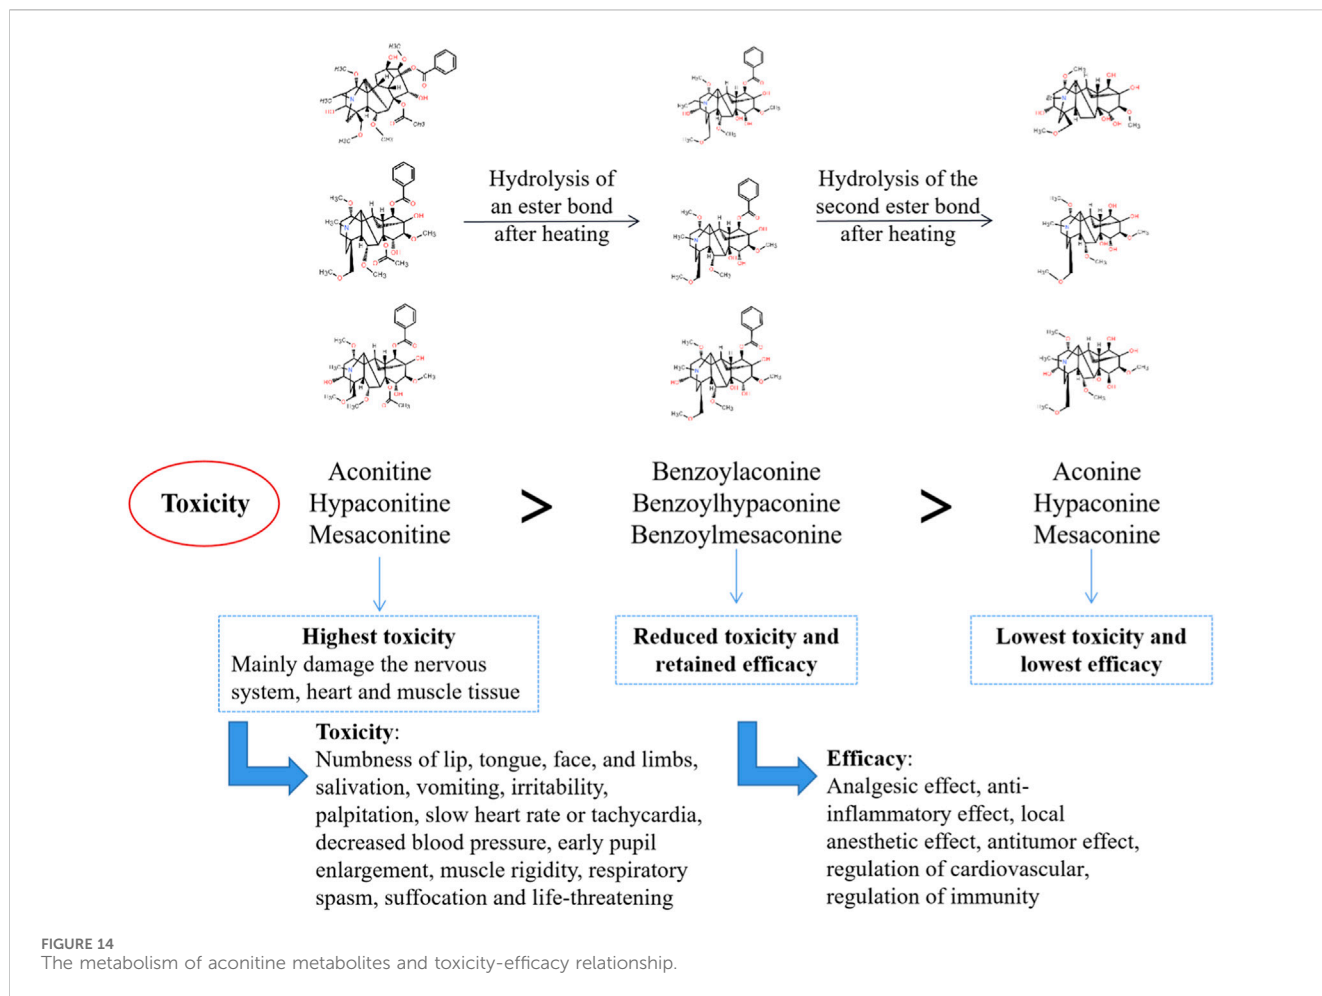 Hydrolysis of
an ester bond
after heating
Hydrolysis of the
second ester bond
after heating
Toxicity
Aconitine
Hypaconitine
Mesaconitine
>
Benzoylaconine
Benzoylhypaconine
Benzoylmesaconine
>
Aconine
Hypaconine
Mesaconine
Highest toxicity
Mainly damage the nervous
system, heart and muscle tissue
Reduced toxicity and
retained efficacy
Lowest toxicity and
lowest efficacy
Toxicity:
Numbness of lip, tongue, face, and limbs,
salivation, vomiting, irritability,
palpitation, slow heart rate or tachycardia,
decreased blood pressure, early pupil
enlargement, muscle rigidity, respiratory
spasm, suffocation and life-threatening
Efficacy:
Analgesic effect, anti-
inflammatory effect, local
anesthetic effect, antitumor effect,
regulation of cardiovascular,
regulation of immunity
FIGURE 14
The metabolism of aconitine metabolites and toxicity-efficacy relationship.